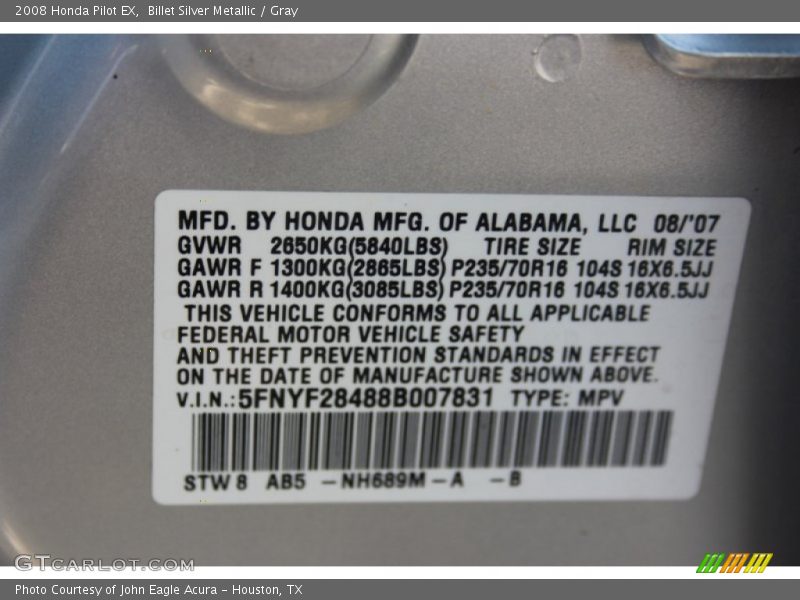 2008 Honda Pilot EX, Billet Silver Metallic / Gray
MFD. BY HONDA MFG. OF ALABAMA, LLC 08/'07
GVWR 2650KG(5840LBS) TIRE SIZE RIM SIZE
GAWR F 1300KG(2865LBS) P235/70R16 104S 16X6.5JJ
GAWR R 1400KG(3085LBS) P235/70R16 104S 16X6.5JJ
THIS VEHICLE CONFORMS TO ALL APPLICABLE
FEDERAL MOTOR VEHICLE SAFETY
AND THEFT PREVENTION STANDARDS IN EFFECT
ON THE DATE OF MANUFACTURE SHOWN ABOVE.
V.I.N.: 5FNYF28488B007831 TYPE: MPV
STW8 AB5 -NH689M-A -B
GTCARLOT.COM
Photo Courtesy of John Eagle Acura - Houston, TX